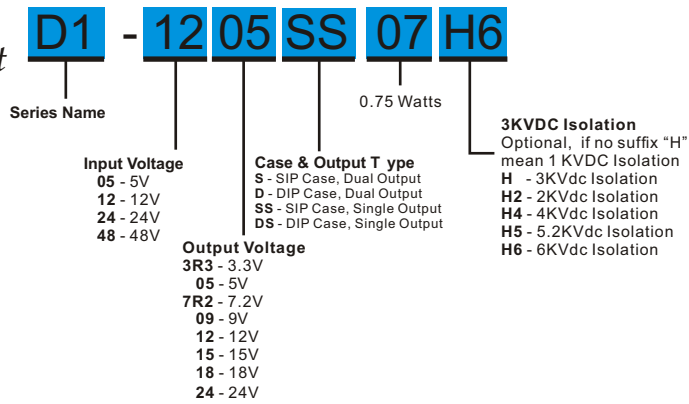 D1 - 12 05 SS 07 H6
t
Series Name
0.75 Watts
Input Voltage
05 - 5V
12 - 12V
24 - 24V
48 - 48V
Case & Output T ype
S - SIP Case, Dual Output
D - DIP Case, Dual Output
SS - SIP Case, Single Output
DS - DIP Case, Single Output
Output Voltage
3R3 - 3.3V
05 - 5V
7R2 - 7.2V
09 - 9V
12 - 12V
15 - 15V
18 - 18V
24 - 24V
3KVDC Isolation
Optional, if no suffix “H”
mean 1 KVDC Isolation
H - 3KVdc Isolation
H2 - 2KVdc Isolation
H4 - 4KVdc Isolation
H5 - 5.2KVdc Isolation
H6 - 6KVdc Isolation